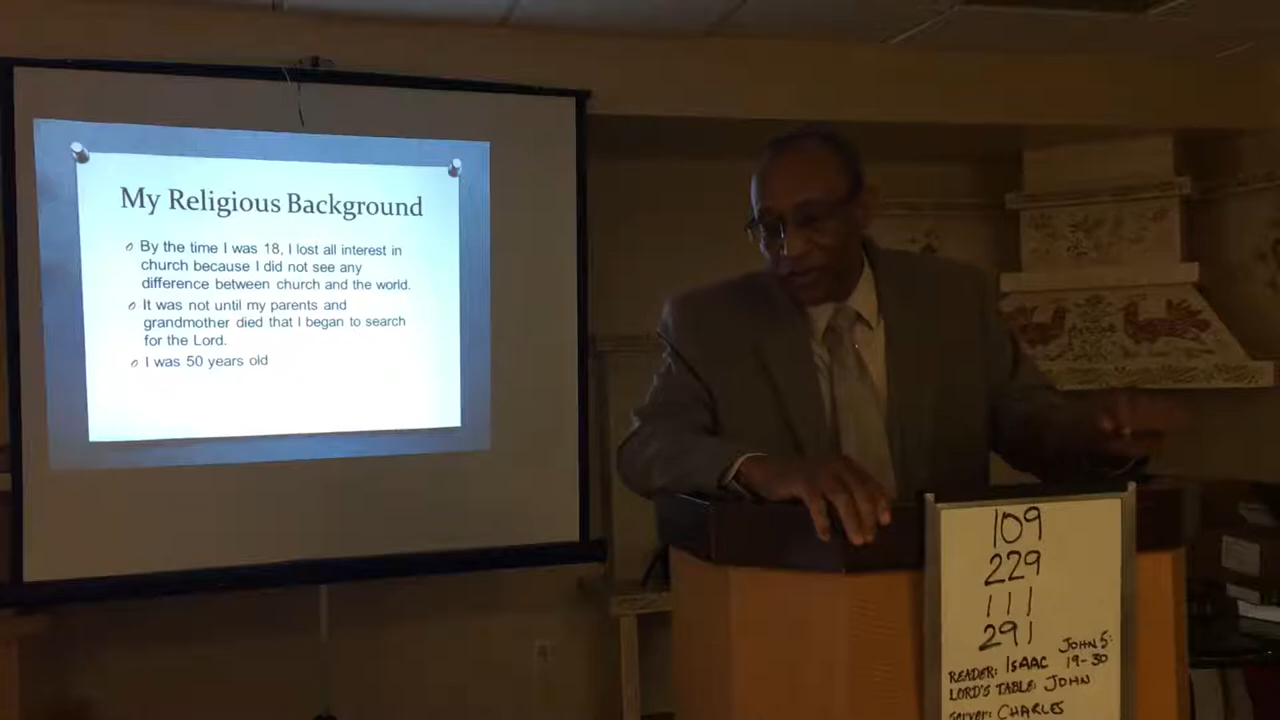 My Religious Background
By the time I was 18, I lost all interest in
church because I did not see any
difference between church and the world.
It was not until my parents and
grandmother died that I began to search
for the Lord.
I was 50 years old
109
229
111
291
JOHN 5:
READER: ISAAC 19-30
LORD'S TABLE: JOHN
Server: CHARLES